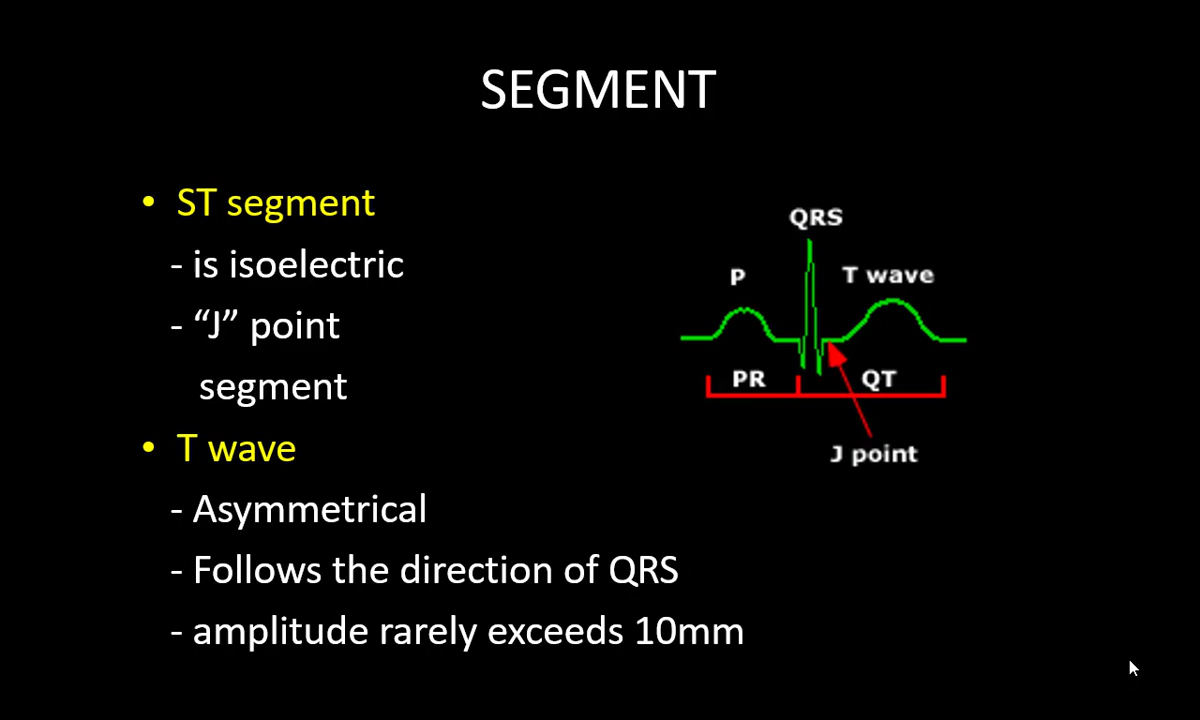 SEGMENT
• ST segment
- is isoelectric
- “J” point
segment
• T wave
- Asymmetrical
- Follows the direction of QRS
- amplitude rarely exceeds 10mm
QRS
P
T wave
PR
QT
J point